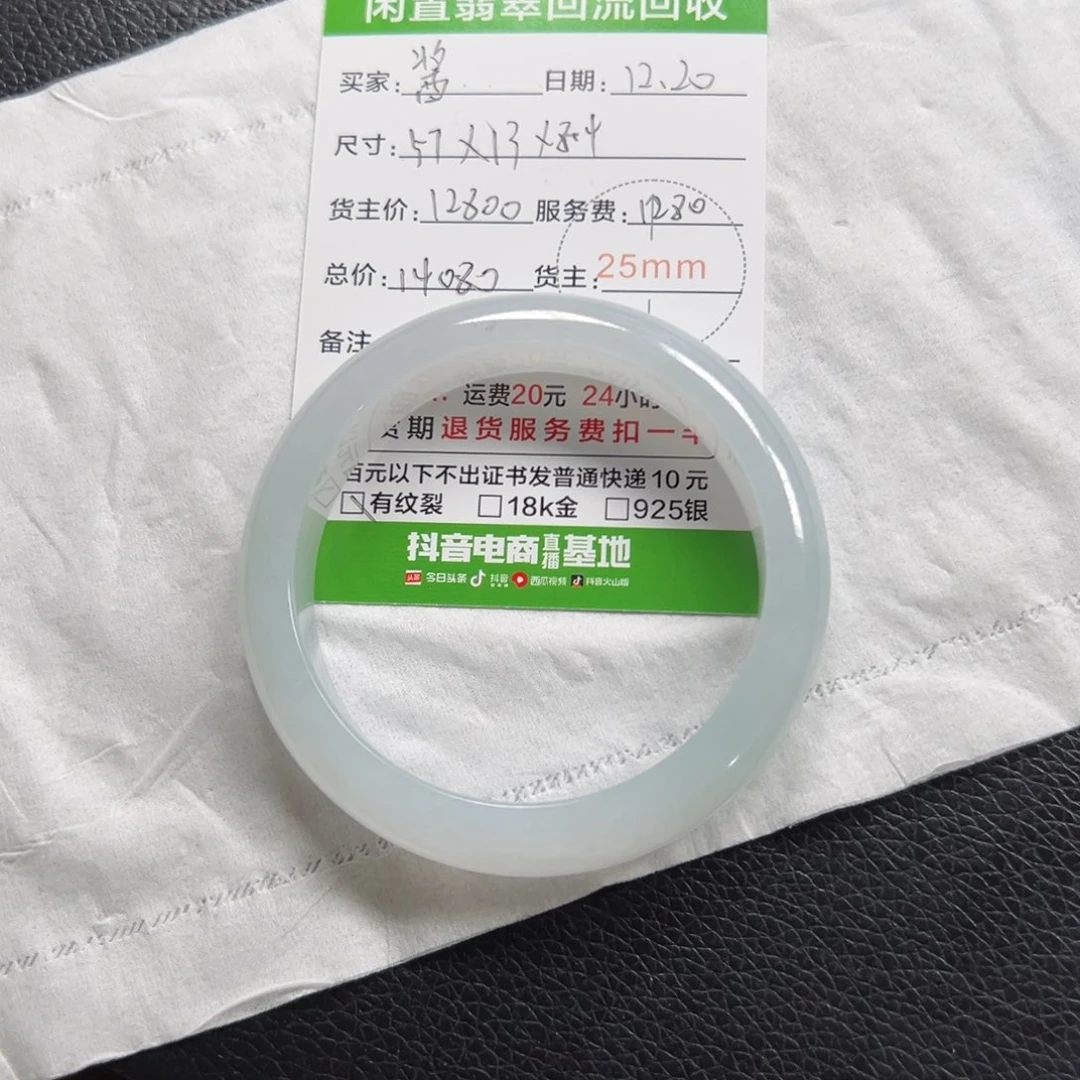 闲置翡翠回流回收
买家: 酱 日期: 12.20
尺寸: 57X13X8.4
货主价: 12800 服务费: 1280
总价: 14080 货主:
25mm
备注
运费20元 24小时
货期 退货服务费扣一半
百元以下不出证书发普通快递10元
有纹裂 18k金 925银
抖音电商直播基地
头条 今日头条 抖音 西瓜视频 抖音火山版